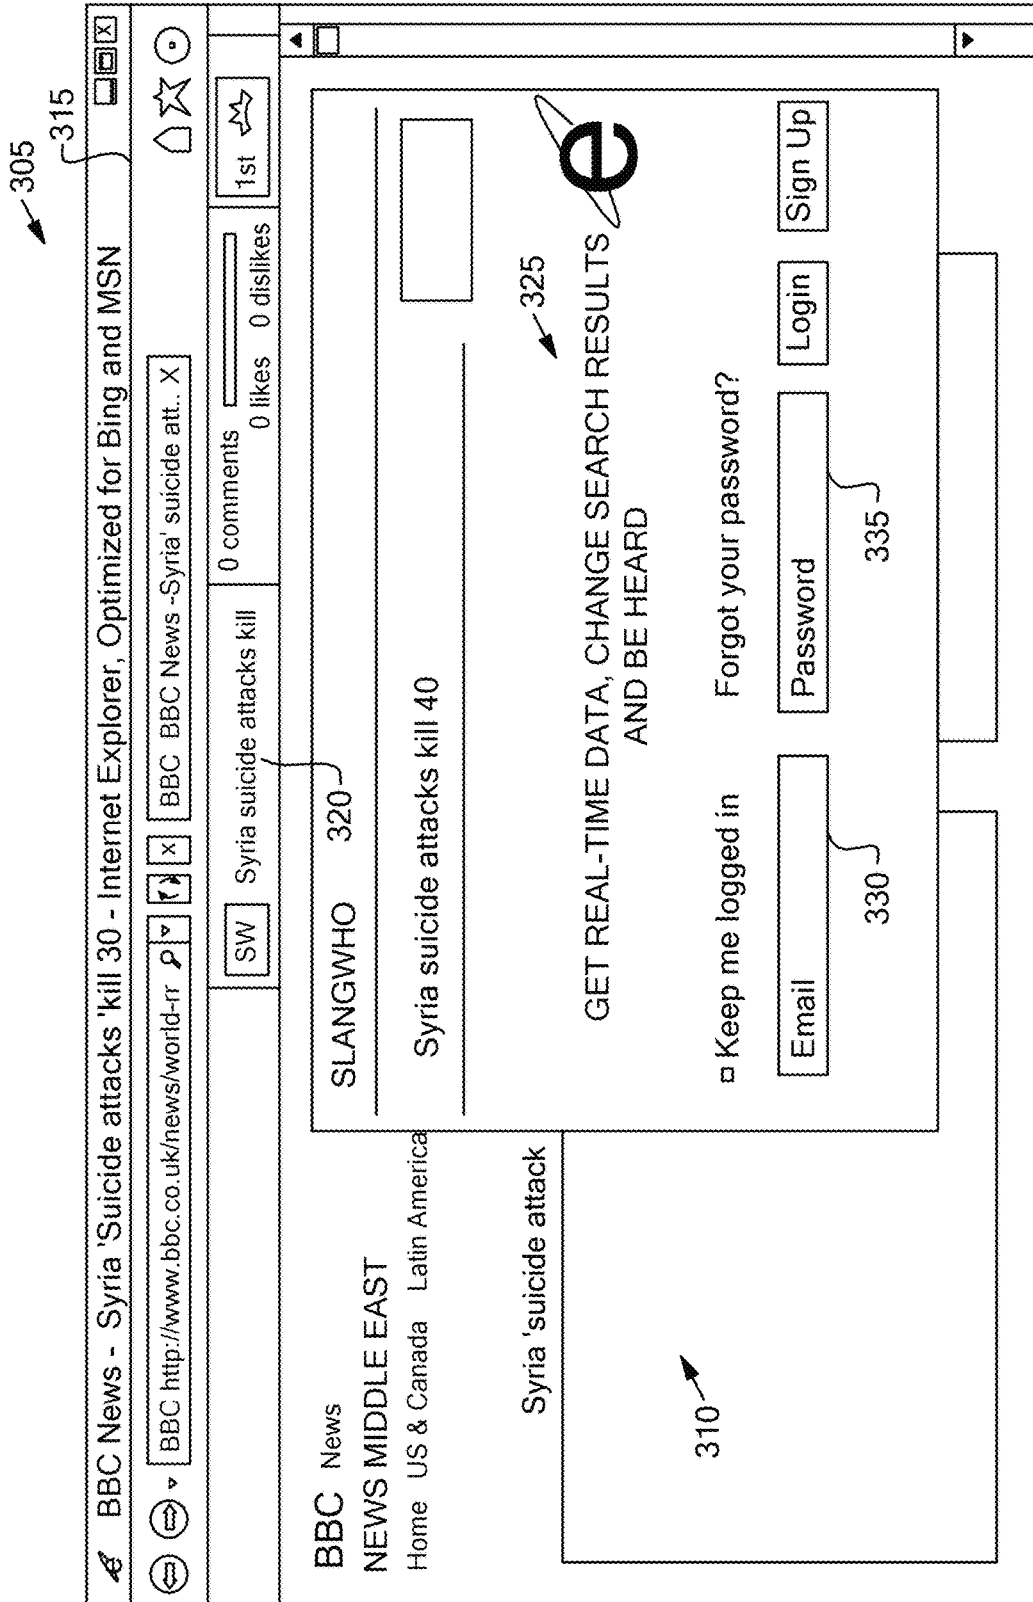 305
315
BBC News - Syria 'Suicide attacks 'kill 30 - Internet Explorer, Optimized for Bing and MSN
X
BBC http://www.bbc.co.uk/news/world-rr
X
BBC BBC News -Syria' suicide att.. X
SW
Syria suicide attacks kill
0 comments
0 likes 0 dislikes
1st
BBC News
NEWS MIDDLE EAST
Home US & Canada Latin America
Syria 'suicide attack
310
SLANGWHO
320
Syria suicide attacks kill 40
325
GET REAL-TIME DATA, CHANGE SEARCH RESULTS
AND BE HEARD
e
Keep me logged in
Forgot your password?
Email
Password
Login
Sign Up
330
335